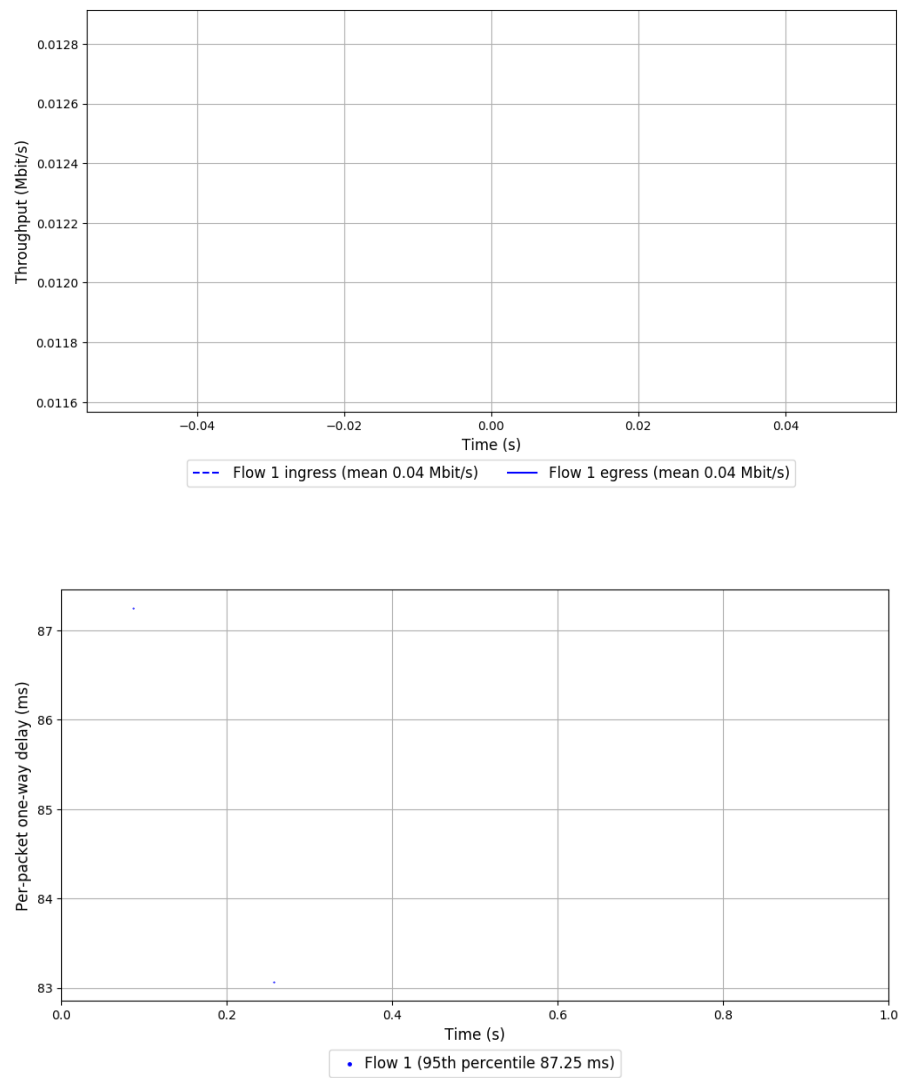 0.0128
0.0126
0.0124
0.0122
0.0120
0.0118
0.0116
Throughput (Mbit/s)
−0.04 −0.02 0.00 0.02 0.04
Time (s)
Flow 1 ingress (mean 0.04 Mbit/s) Flow 1 egress (mean 0.04 Mbit/s)
87
86
85
84
83
Per-packet one-way delay (ms)
0.0 0.2 0.4 0.6 0.8 1.0
Time (s)
Flow 1 (95th percentile 87.25 ms)